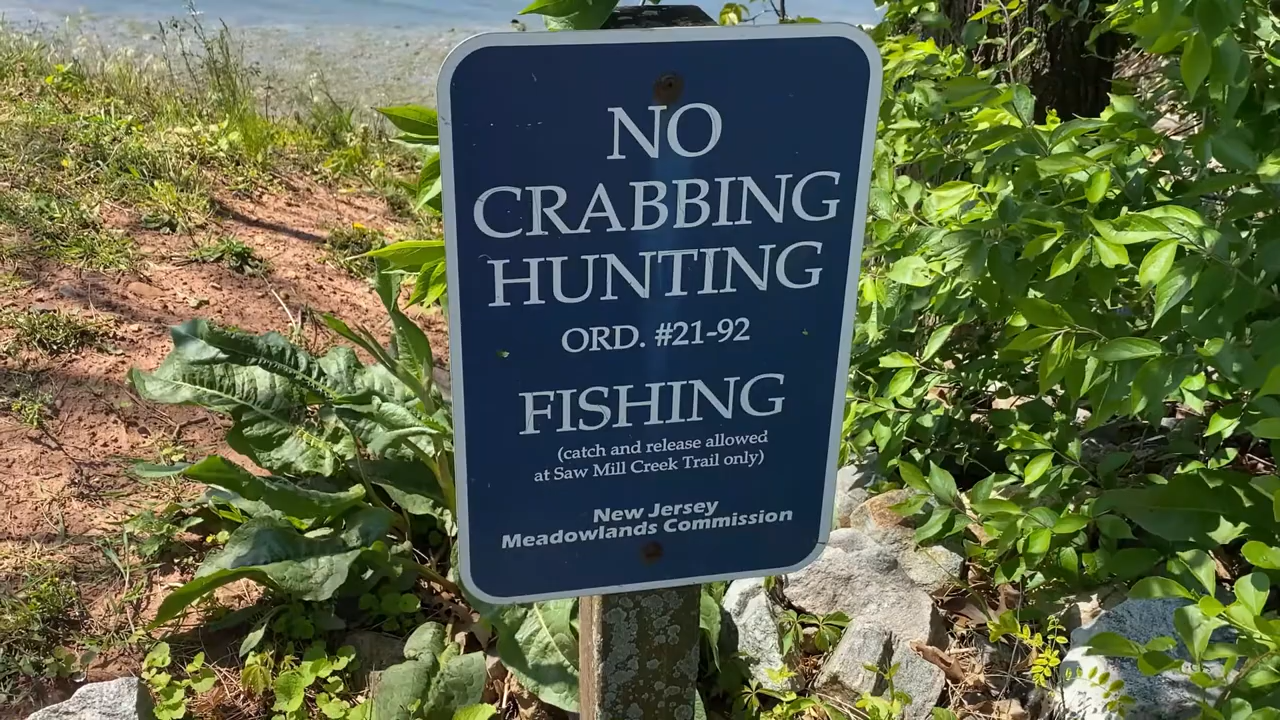 NO
CRABBING
HUNTING
ORD. #21-92
FISHING
(catch and release allowed
at Saw Mill Creek Trail only)
New Jersey
Meadowlands Commission